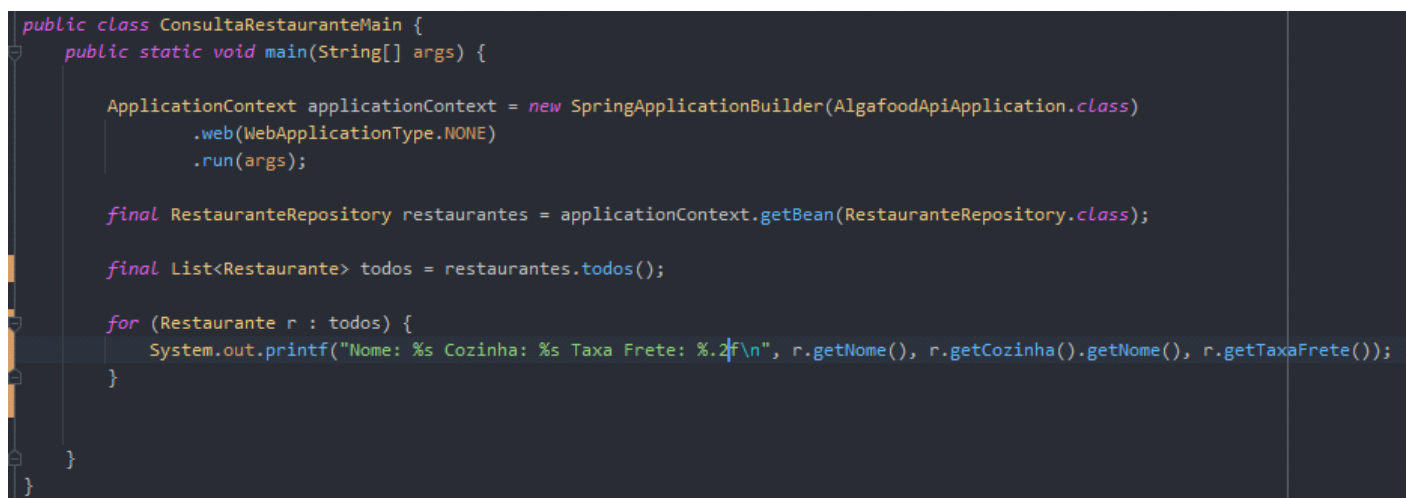 public class ConsultaRestauranteMain {
public static void main(String[] args) {
ApplicationContext applicationContext = new SpringApplicationBuilder(AlgafoodApiApplication.class)
.web(WebApplicationType.NONE)
.run(args);
final RestauranteRepository restaurantes = applicationContext.getBean(RestauranteRepository.class);
final List<Restaurante> todos = restaurantes.todos();
for (Restaurante r : todos) {
System.out.printf("Nome: %s Cozinha: %s Taxa Frete: %.2f\n", r.getNome(), r.getCozinha().getNome(), r.getTaxaFrete());
}
}
}